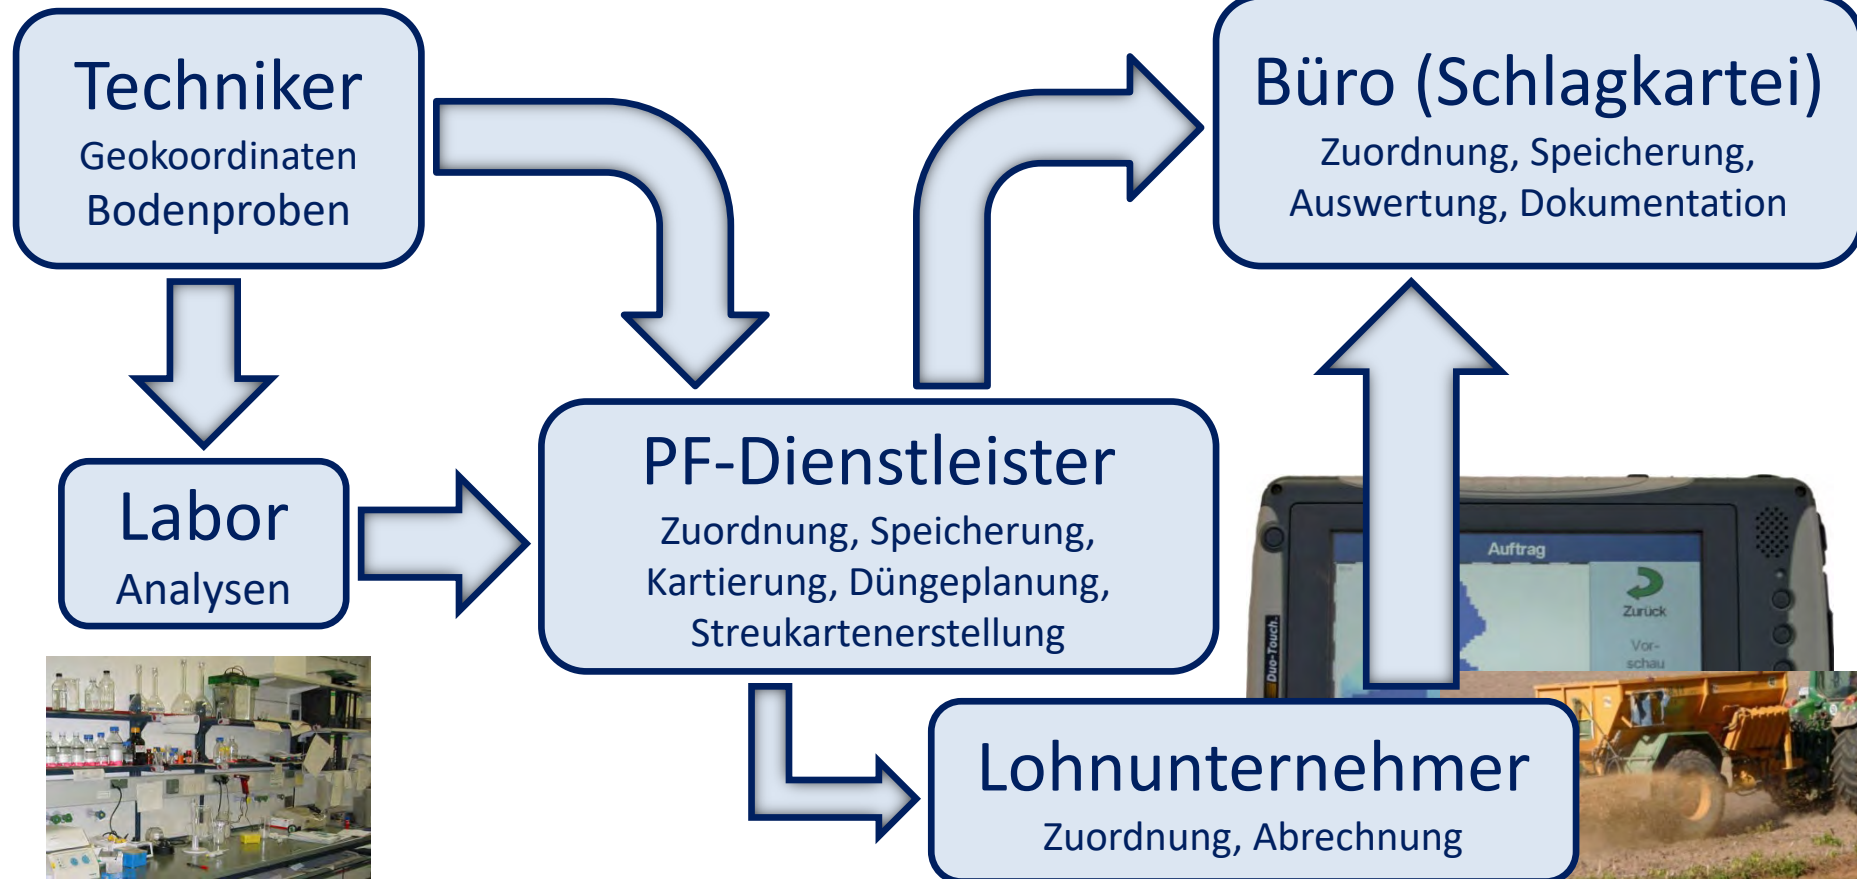 Techniker
Geokoordinaten
Bodenproben
Büro (Schlagkartei)
Zuordnung, Speicherung,
Auswertung, Dokumentation
Labor
Analysen
PF-Dienstleister
Zuordnung, Speicherung,
Kartierung, Düngeplanung,
Streukartenerstellung
Auftrag
Zurück
Vor-
schau
Duo-Touch
Lohnunternehmer
Zuordnung, Abrechnung